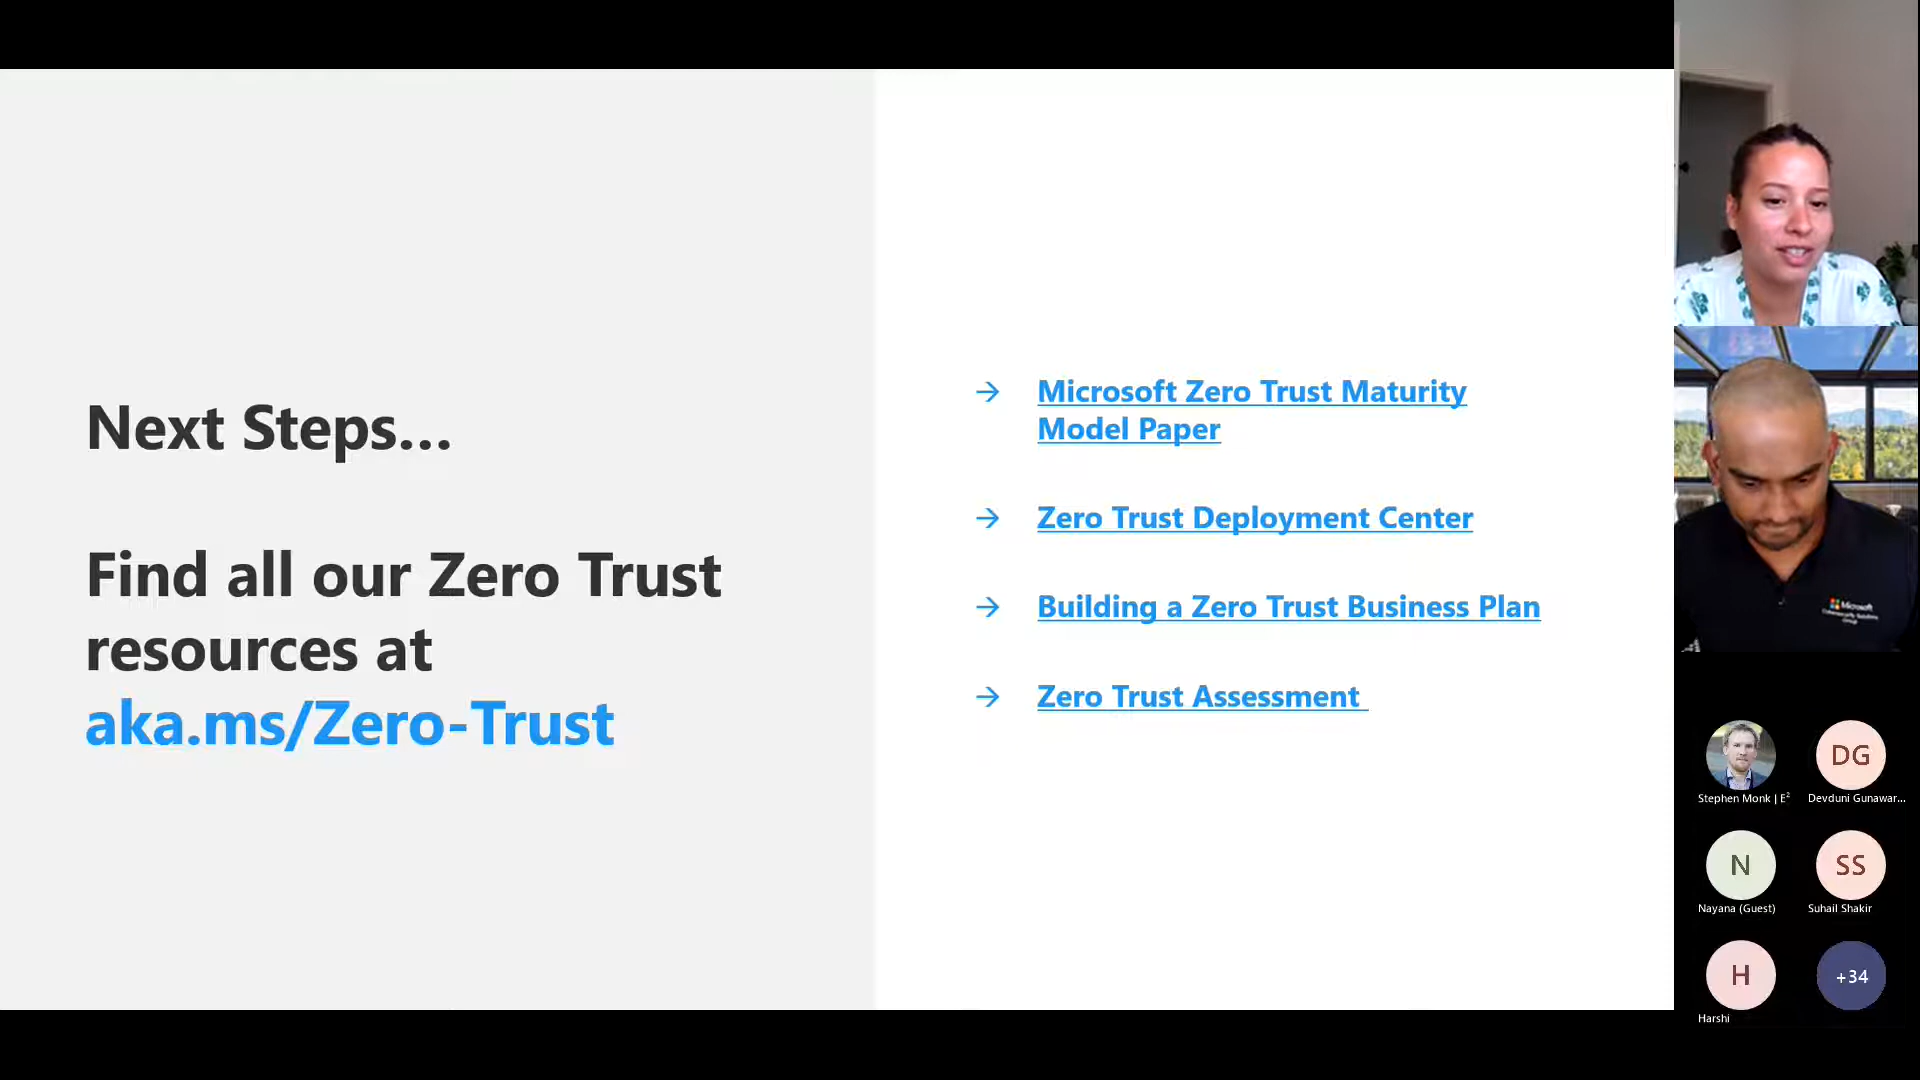 Next Steps...
Find all our Zero Trust
resources at
aka.ms/Zero-Trust
→ Microsoft Zero Trust Maturity
Model Paper
→ Zero Trust Deployment Center
→ Building a Zero Trust Business Plan
→ Zero Trust Assessment
Microsoft
Stephen Monk | E²
DG
Devduni Gunawar...
N
Nayana (Guest)
SS
Suhail Shakir
H
Harshi
+34